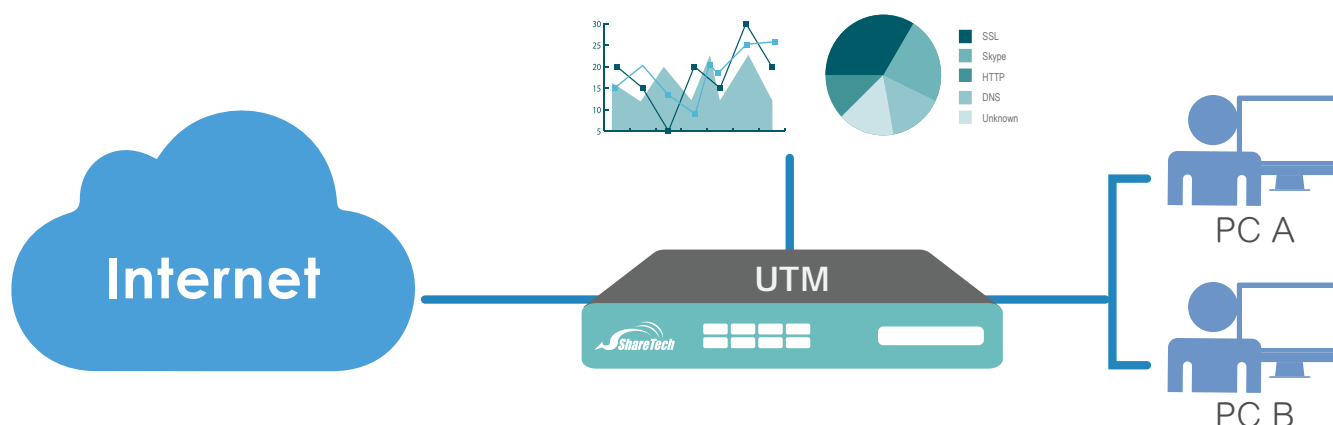 30
25
20
15
10
5
SSL
Skype
HTTP
DNS
Unknown
Internet
UTM
ShareTech
PC A
PC B